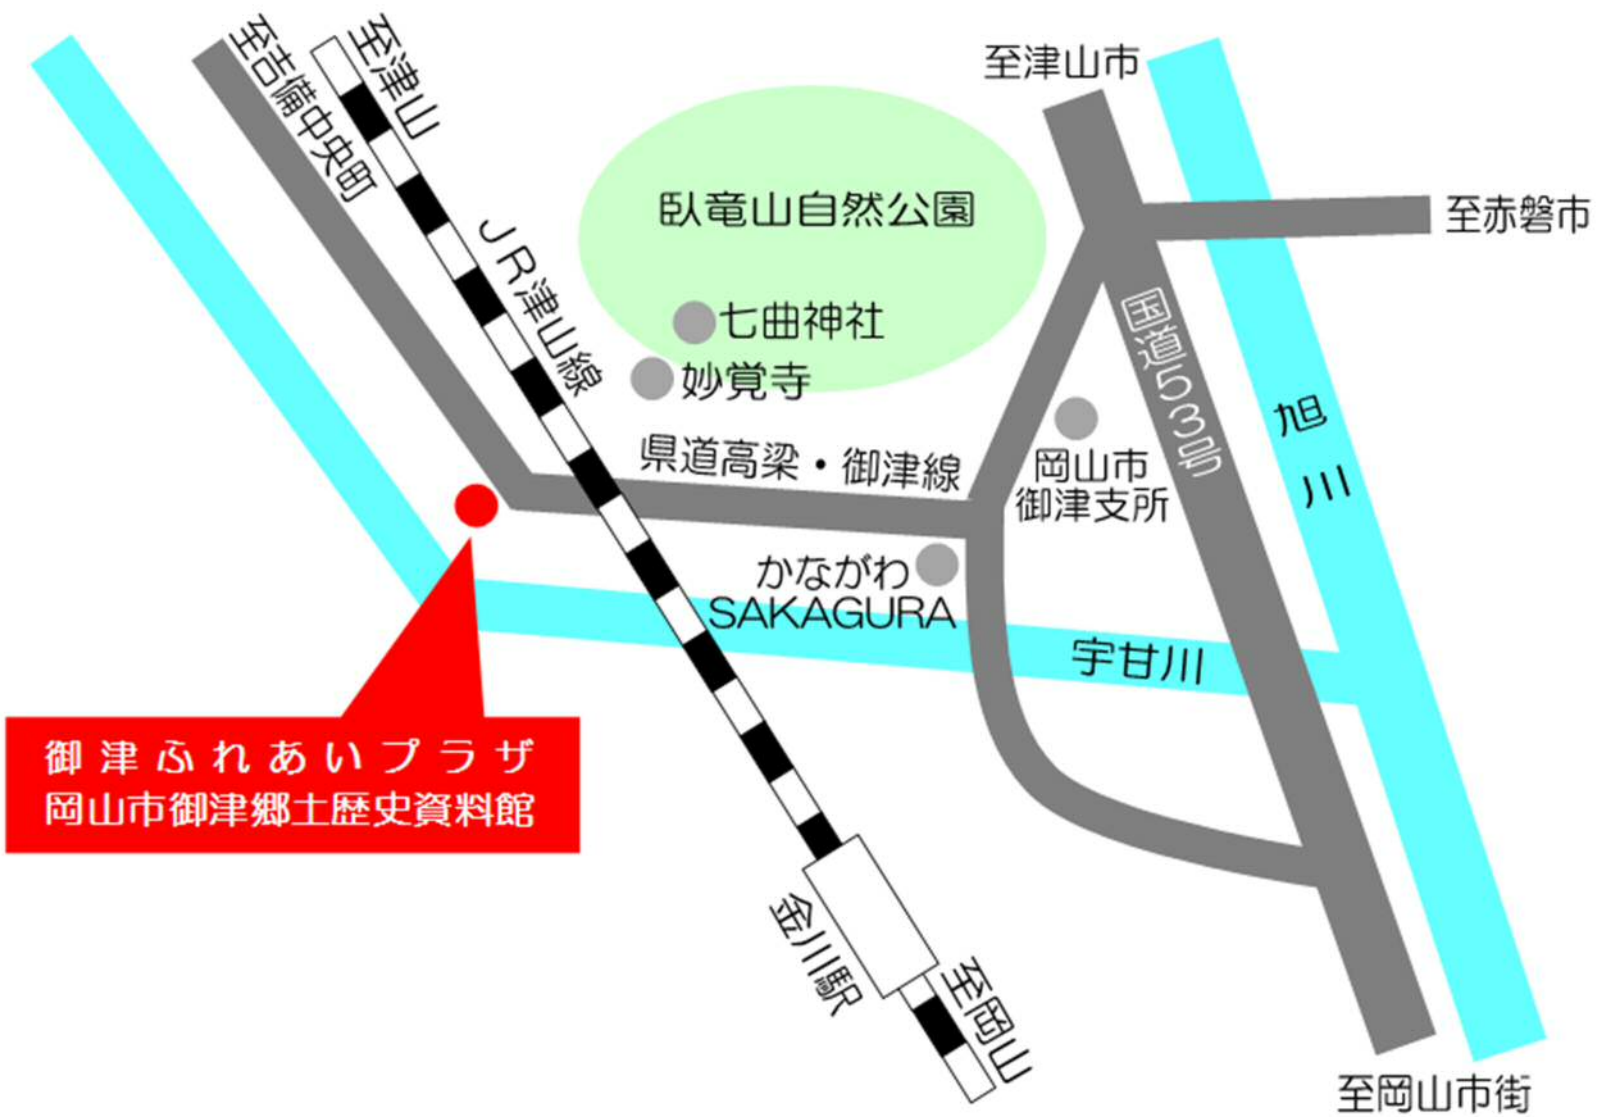 至吉備中央町
至津山
至津山市
臥竜山自然公園
至赤磐市
JR津山線
七曲神社
妙覚寺
国道53号
旭川
県道高梁・御津線
岡山市
御津支所
かながわ
SAKAGURA
宇甘川
御津ふれあいプラザ
岡山市御津郷土歴史資料館
金川駅
至岡山
至岡山市街